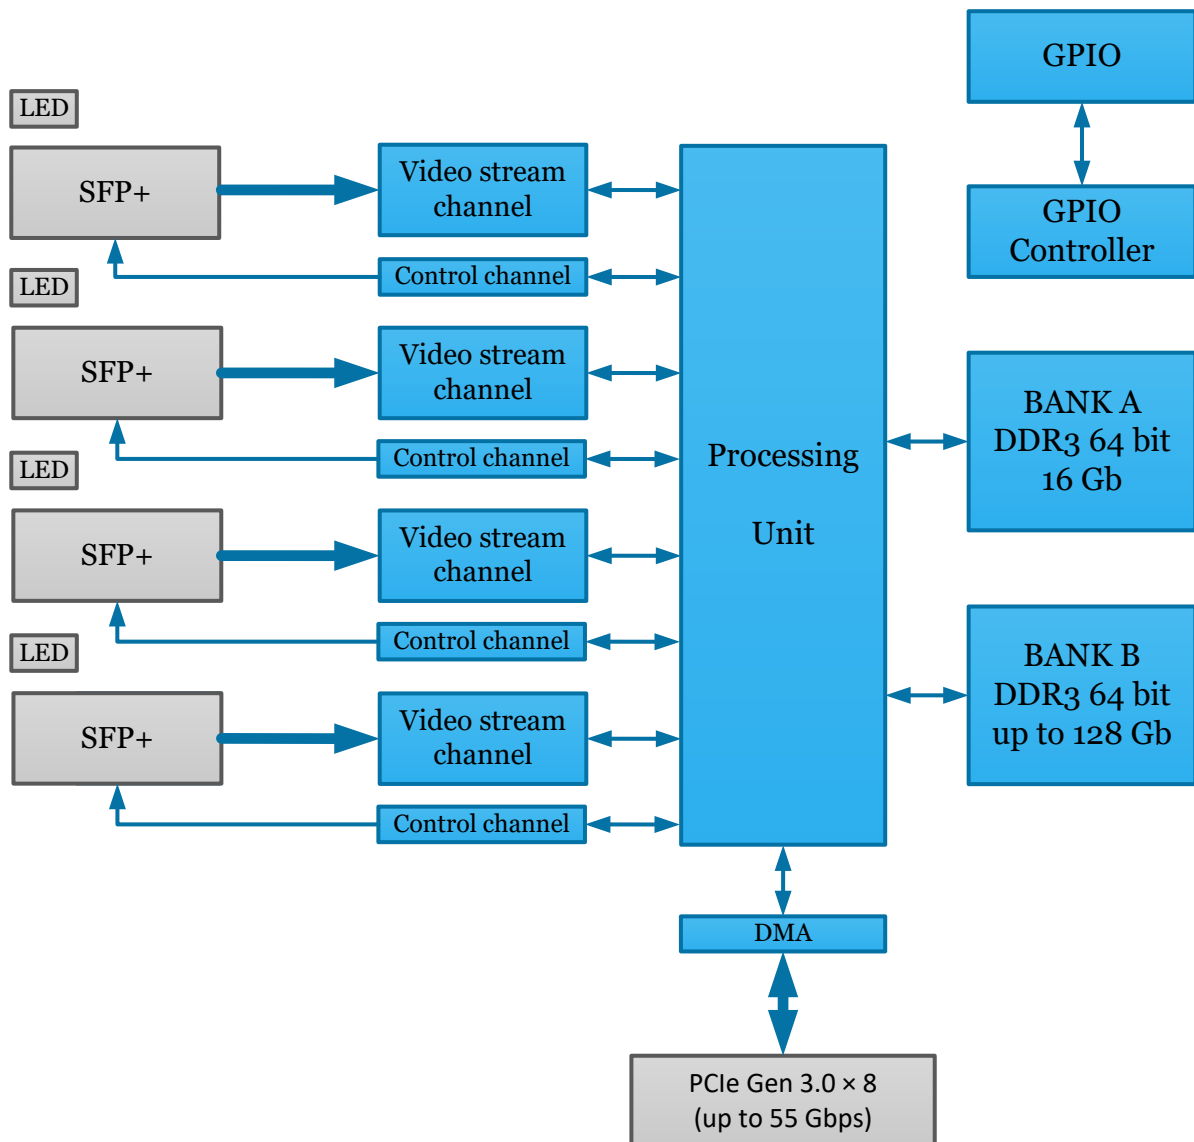 LED
SFP+
Video stream
channel
Control channel
LED
SFP+
Video stream
channel
Control channel
LED
SFP+
Video stream
channel
Control channel
LED
SFP+
Video stream
channel
Control channel
Processing
Unit
GPIO
GPIO
Controller
BANK A
DDR3 64 bit
16 Gb
BANK B
DDR3 64 bit
up to 128 Gb
DMA
PCIe Gen 3.0 × 8
(up to 55 Gbps)